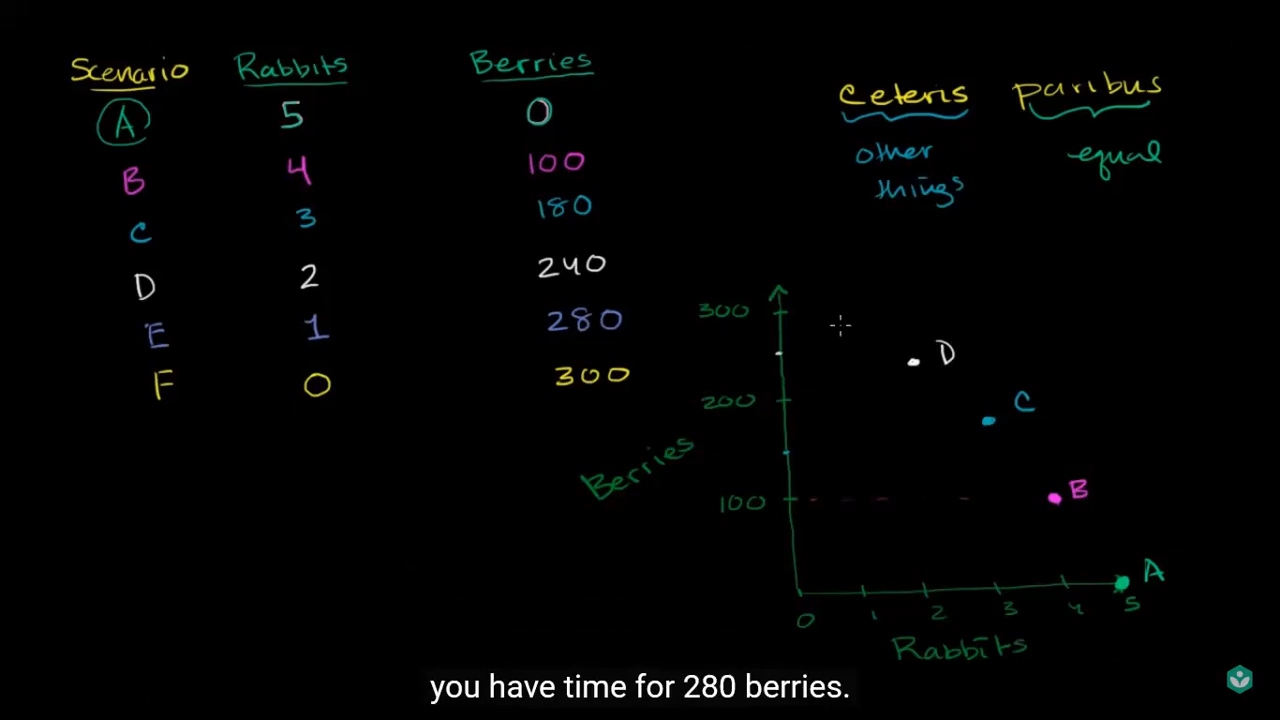 Scenario Rabbits Berries
A 5 0
B 4 100
C 3 180
D 2 240
E 1 280
F 0 300
Ceteris paribus
other equal
things
300
D
200
C
Berries
100
B
A
0 1 2 3 4 5
Rabbits
you have time for 280 berries.